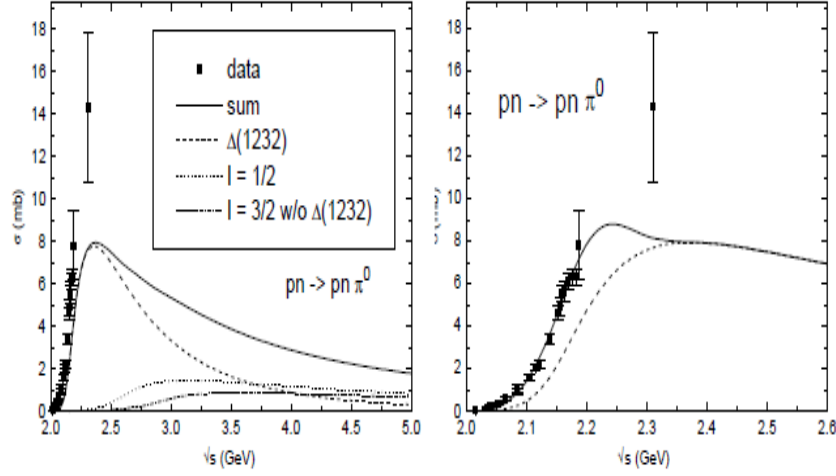 18
16
14
12
10
8
6
4
2
0
σ (mb)
data
sum
Δ(1232)
I = 1/2
I = 3/2 w/o Δ(1232)
pn -> pn π⁰
2.0 2.5 3.0 3.5 4.0 4.5 5.0
√s (GeV)
18
16
14
12
10
8
6
4
2
0
pn -> pn π⁰
2.0 2.1 2.2 2.3 2.4 2.5 2.6
√s (GeV)